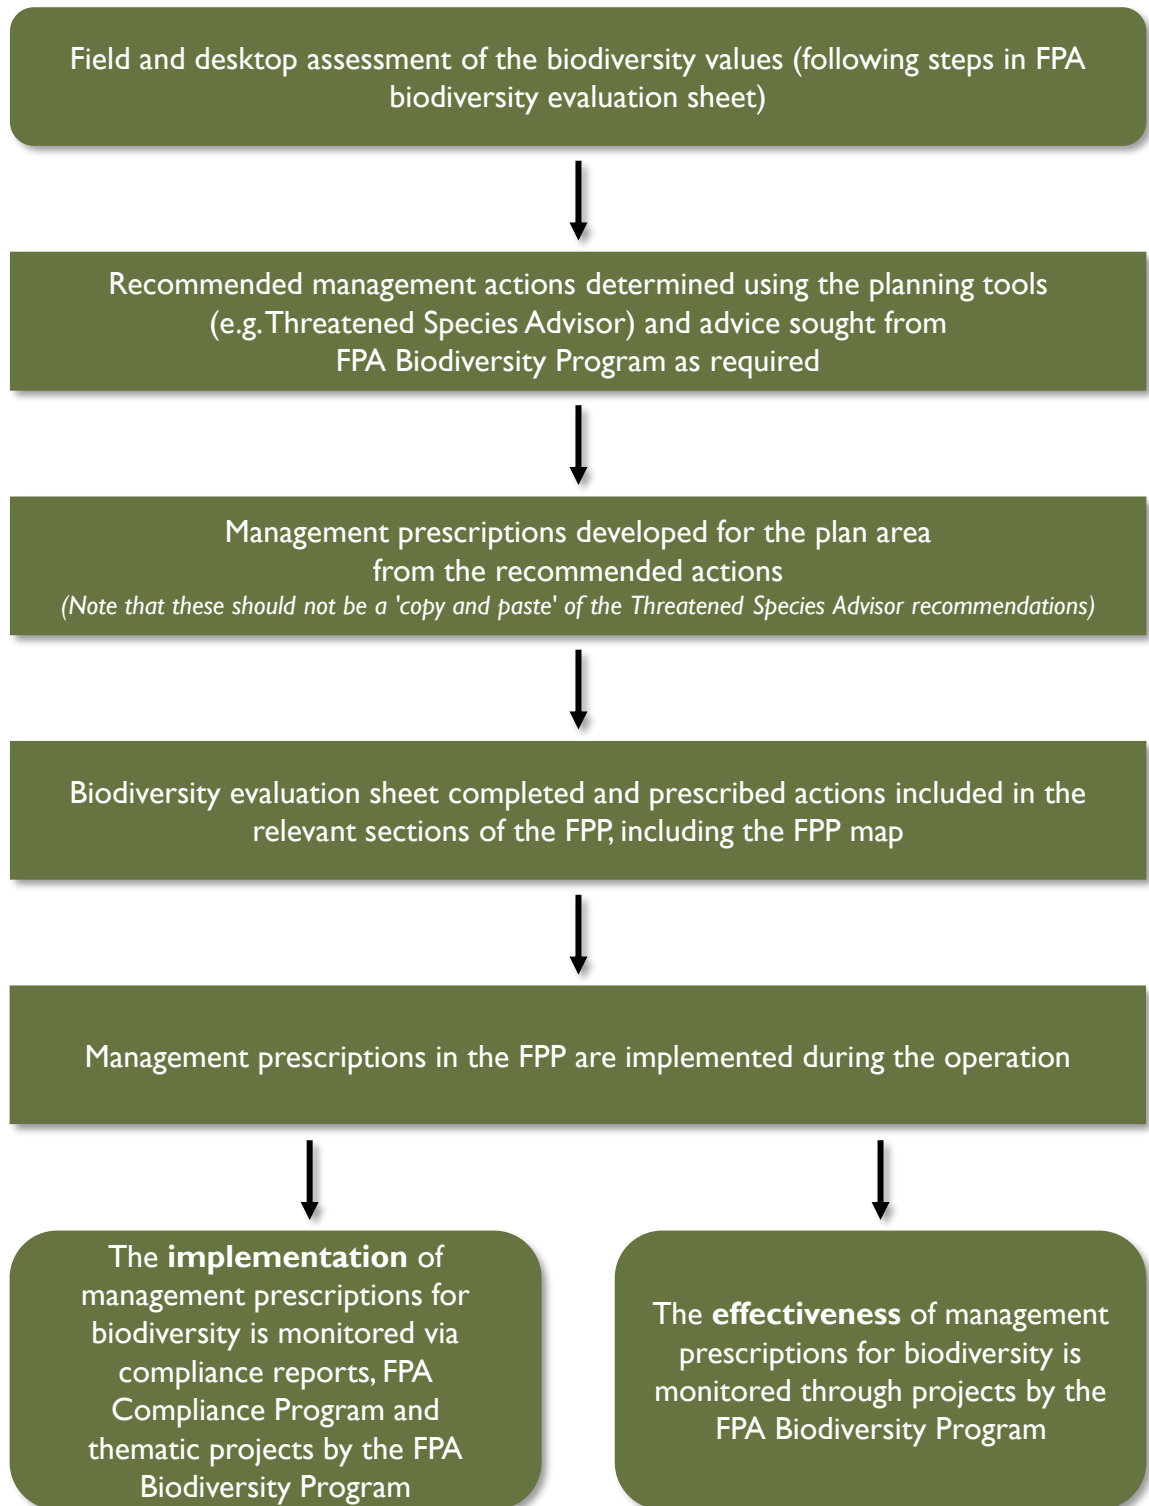 Field and desktop assessment of the biodiversity values (following steps in FPA
biodiversity evaluation sheet)
Recommended management actions determined using the planning tools
(e.g. Threatened Species Advisor) and advice sought from
FPA Biodiversity Program as required
Management prescriptions developed for the plan area
from the recommended actions
(Note that these should not be a 'copy and paste' of the Threatened Species Advisor recommendations)
Biodiversity evaluation sheet completed and prescribed actions included in the
relevant sections of the FPP, including the FPP map
Management prescriptions in the FPP are implemented during the operation
The implementation of
management prescriptions for
biodiversity is monitored via
compliance reports, FPA
Compliance Program and
thematic projects by the FPA
Biodiversity Program
The effectiveness of management
prescriptions for biodiversity is
monitored through projects by the
FPA Biodiversity Program